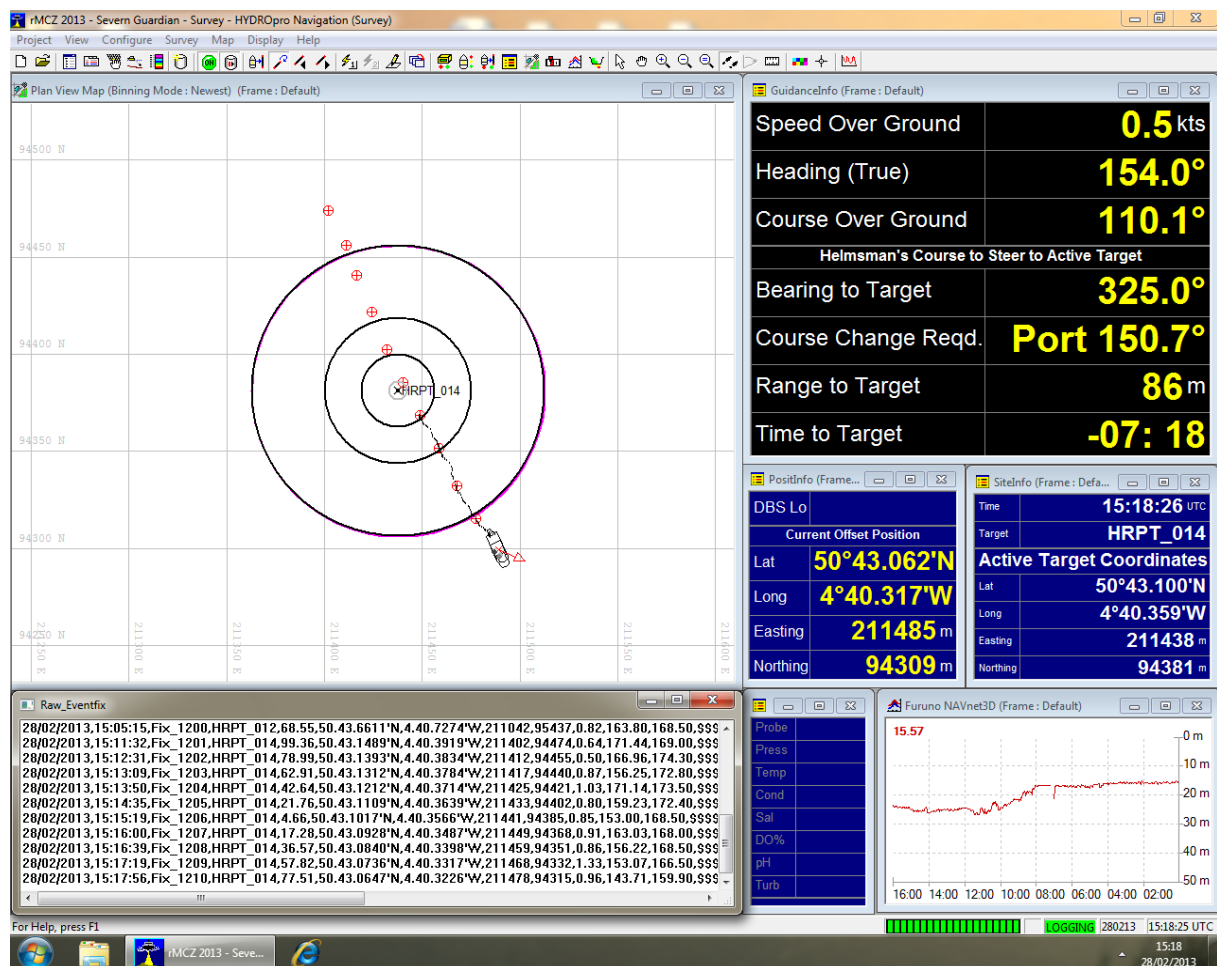 rMCZ 2013 - Severn Guardian - Survey - HYDROpro Navigation (Survey)
Project View Configure Survey Map Display Help
Plan View Map (Binning Mode : Newest) (Frame : Default)
94500 N
94450 N
94400 N
94350 N
94300 N
94250 N
211250 E
211300 E
211350 E
211400 E
211450 E
211500 E
211550 E
211600 E
HRPT_014
GuidanceInfo (Frame : Default)
Speed Over Ground 0.5 kts
Heading (True) 154.0°
Course Over Ground 110.1°
Helmsman's Course to Steer to Active Target
Bearing to Target 325.0°
Course Change Reqd. Port 150.7°
Range to Target 86 m
Time to Target -07: 18
PositInfo (Frame...
DBS Lo
Current Offset Position
Lat 50°43.062'N
Long 4°40.317'W
Easting 211485 m
Northing 94309 m
SiteInfo (Frame : Defa...
Time 15:18:26 UTC
Target HRPT_014
Active Target Coordinates
Lat 50°43.100'N
Long 4°40.359'W
Easting 211438 m
Northing 94381 m
Raw_Eventfix
28/02/2013,15:05:15,Fix_1200,HRPT_012,68.55,50.43.6611'N,4.40.7274'W,211042,95437,0.82,163.80,168.50,$$$
28/02/2013,15:11:32,Fix_1201,HRPT_014,99.36,50.43.1489'N,4.40.3919'W,211402,94474,0.64,171.44,169.00,$$$
28/02/2013,15:12:31,Fix_1202,HRPT_014,78.99,50.43.1393'N,4.40.3834'W,211412,94455,0.50,166.96,174.30,$$$
28/02/2013,15:13:09,Fix_1203,HRPT_014,62.91,50.43.1312'N,4.40.3784'W,211417,94440,0.87,156.25,172.80,$$$
28/02/2013,15:13:50,Fix_1204,HRPT_014,42.64,50.43.1212'N,4.40.3714'W,211425,94421,1.03,171.14,173.50,$$$
28/02/2013,15:14:35,Fix_1205,HRPT_014,21.76,50.43.1109'N,4.40.3639'W,211433,94402,0.80,159.23,172.40,$$$
28/02/2013,15:15:19,Fix_1206,HRPT_014,4.66,50.43.1017'N,4.40.3566'W,211441,94385,0.85,153.00,168.50,$$$
28/02/2013,15:16:00,Fix_1207,HRPT_014,17.28,50.43.0928'N,4.40.3487'W,211449,94368,0.91,163.03,168.00,$$$
28/02/2013,15:16:39,Fix_1208,HRPT_014,36.57,50.43.0840'N,4.40.3398'W,211459,94351,0.86,156.22,168.50,$$$
28/02/2013,15:17:19,Fix_1209,HRPT_014,57.82,50.43.0736'N,4.40.3317'W,211468,94332,1.33,153.07,166.50,$$$
28/02/2013,15:17:56,Fix_1210,HRPT_014,77.51,50.43.0647'N,4.40.3226'W,211478,94315,0.96,143.71,159.90,$$$
Probe
Press
Temp
Cond
Sal
DO%
pH
Turb
Furuno NAVnet3D (Frame : Default)
15.57
0 m
10 m
20 m
30 m
40 m
50 m
16:00 14:00 12:00 10:00 08:00 06:00 04:00 02:00
For Help, press F1
LOGGING 280213 15:18:25 UTC
rMCZ 2013 - Seve...
15:18
28/02/2013